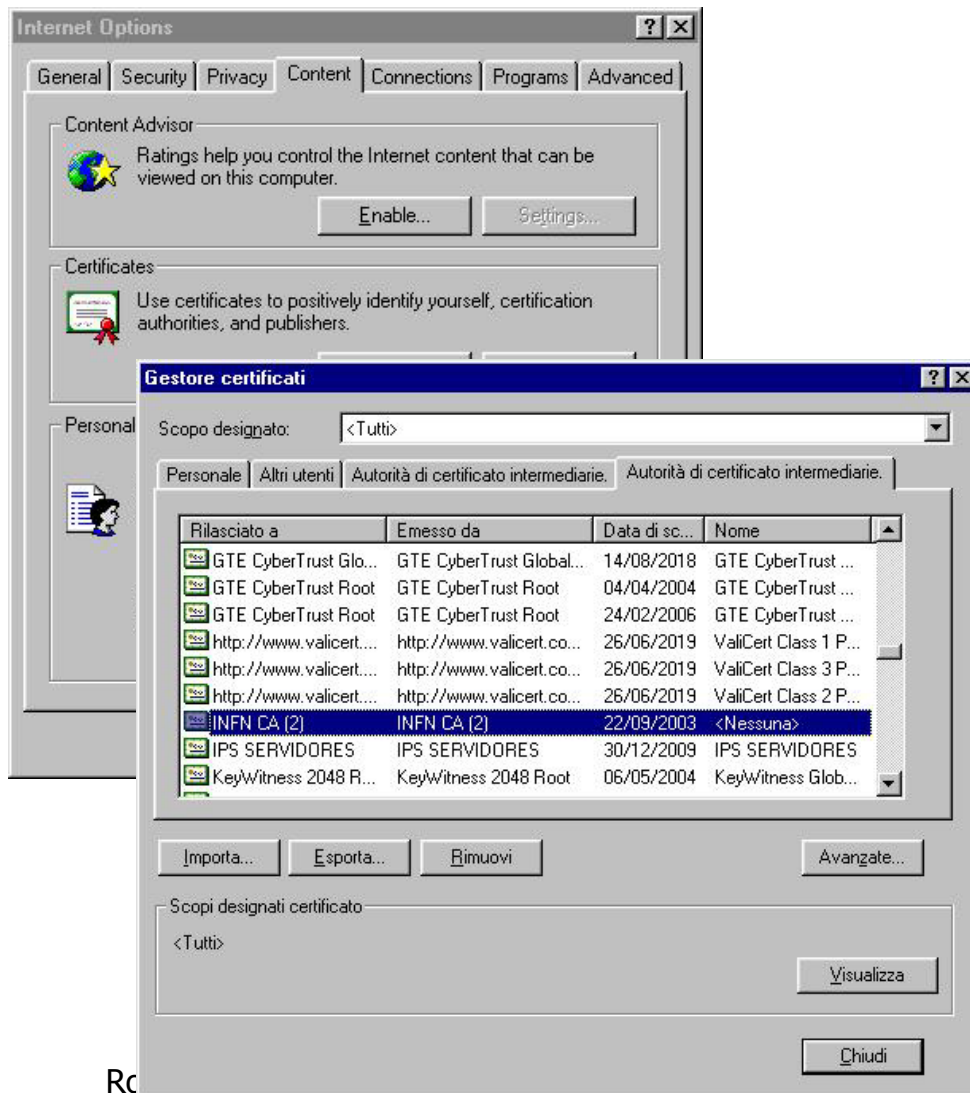 Internet Options
General Security Privacy Content Connections Programs Advanced
Content Advisor
Ratings help you control the Internet content that can be
viewed on this computer.
Enable... Settings...
Certificates
Use certificates to positively identify yourself, certification
authorities, and publishers.
Personal
Gestore certificati
Scopo designato: <Tutti>
Personale Altri utenti Autorità di certificato intermediarie. Autorità di certificato intermediarie.
Rilasciato a Emesso da Data di sc... Nome
GTE CyberTrust Glo... GTE CyberTrust Global... 14/08/2018 GTE CyberTrust ...
GTE CyberTrust Root GTE CyberTrust Root 04/04/2004 GTE CyberTrust ...
GTE CyberTrust Root GTE CyberTrust Root 24/02/2006 GTE CyberTrust ...
http://www.valicert.... http://www.valicert.co... 26/06/2019 ValiCert Class 1 P...
http://www.valicert.... http://www.valicert.co... 26/06/2019 ValiCert Class 3 P...
http://www.valicert.... http://www.valicert.co... 26/06/2019 ValiCert Class 2 P...
INFN CA (2) INFN CA (2) 22/09/2003 <Nessuna>
IPS SERVIDORES IPS SERVIDORES 30/12/2009 IPS SERVIDORES
KeyWitness 2048 R... KeyWitness 2048 Root 06/05/2004 KeyWitness Glob...
Importa... Esporta... Rimuovi Avanzate...
Scopi designati certificato
<Tutti>
Visualizza
Chiudi